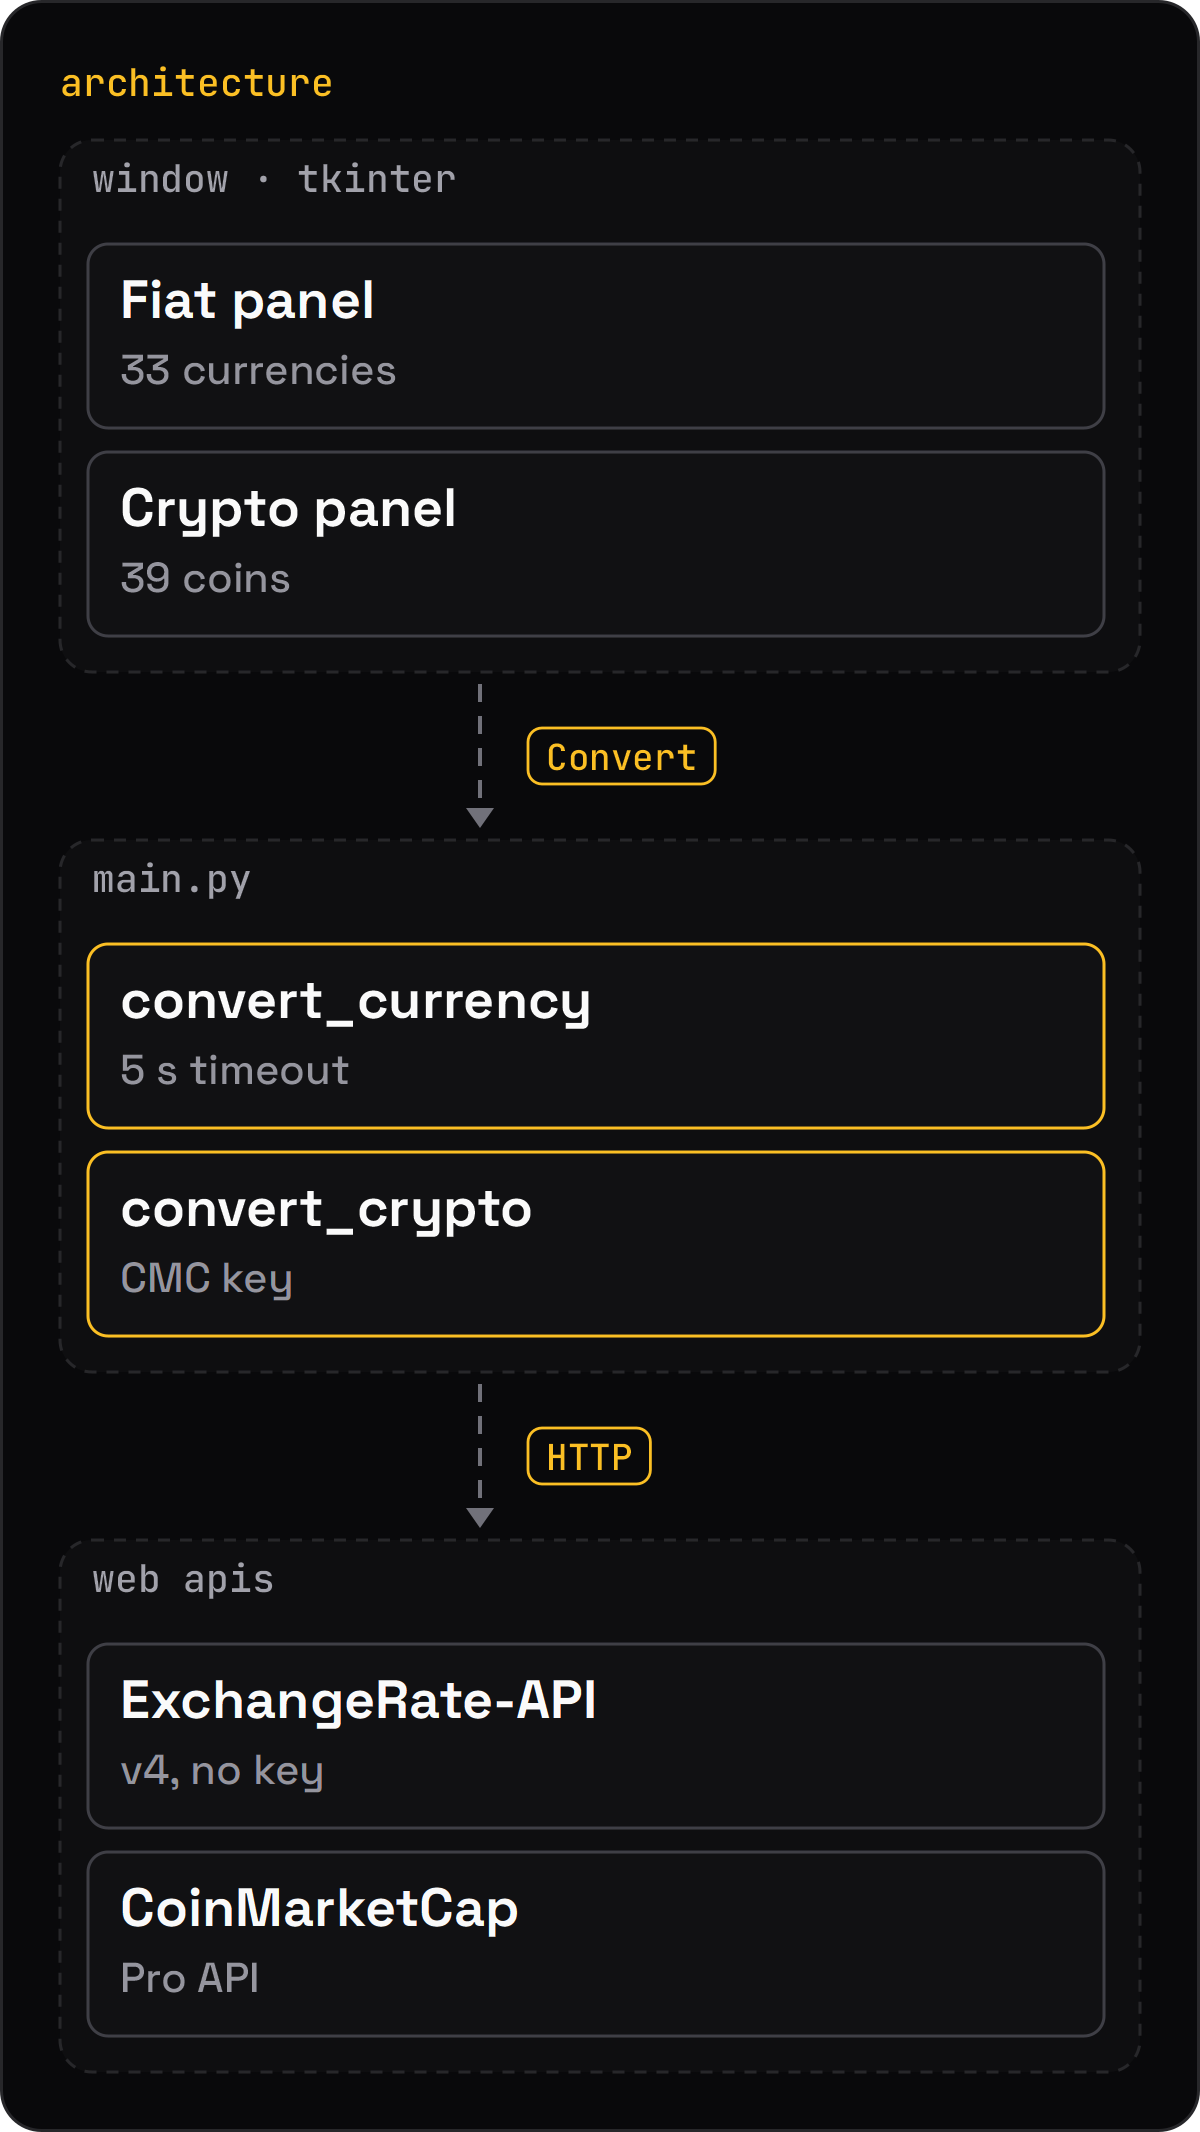 architecture
window · tkinter
Fiat panel
33 currencies
Crypto panel
39 coins
Convert
main.py
convert_currency
5 s timeout
convert_crypto
CMC key
HTTP
web apis
ExchangeRate-API
v4, no key
CoinMarketCap
Pro API